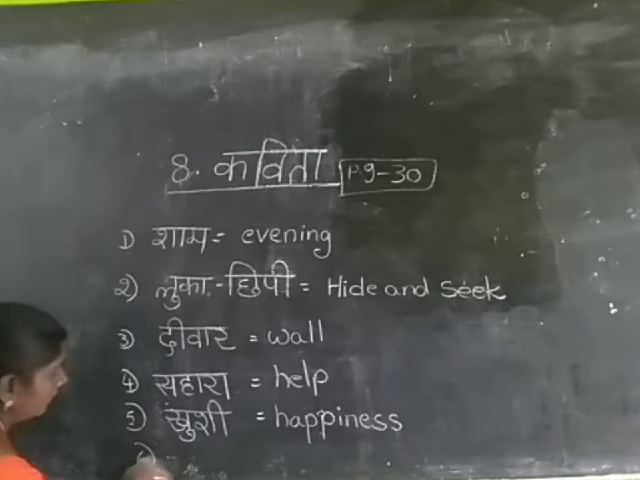 8. कविता Pg-30
1) शाम = evening
2) लुका-छिपी = Hide and Seek
3) दीवार = wall
4) सहारा = help
5) खुशी = happiness